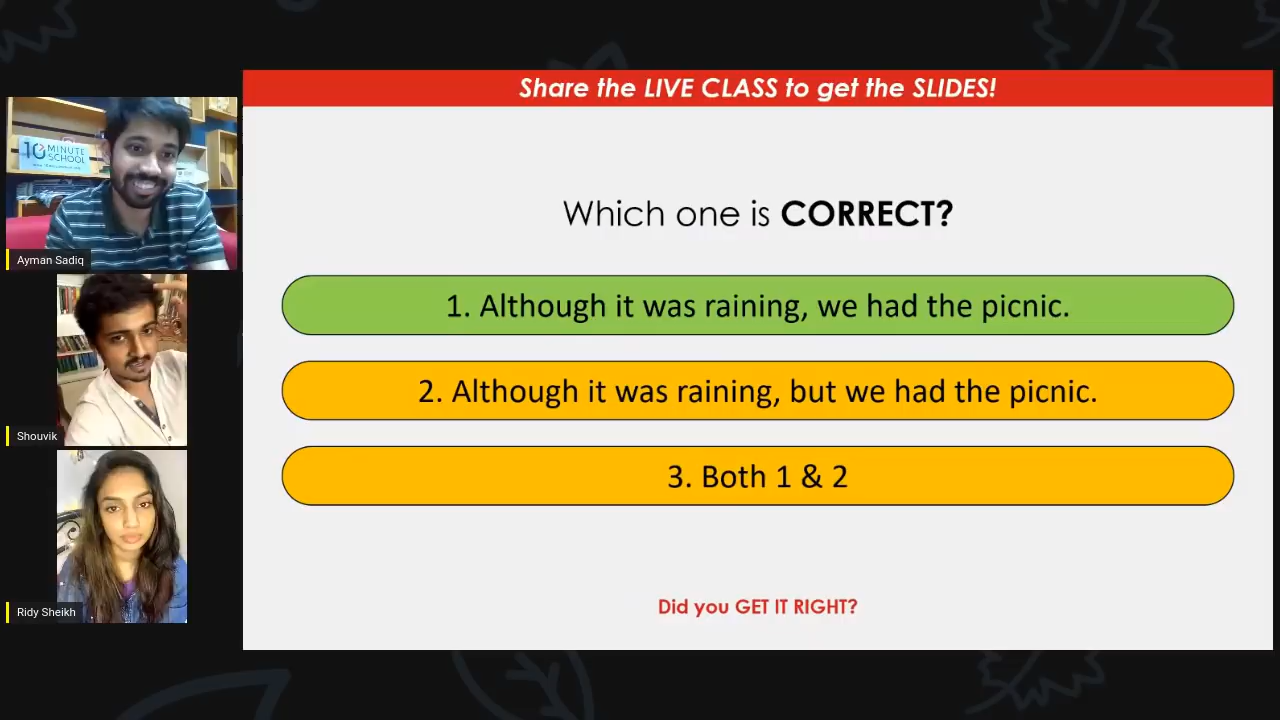 Share the LIVE CLASS to get the SLIDES!
10 MINUTE
SCHOOL
Ayman Sadiq
Shouvik
Ridy Sheikh
Which one is CORRECT?
1. Although it was raining, we had the picnic.
2. Although it was raining, but we had the picnic.
3. Both 1 & 2
Did you GET IT RIGHT?